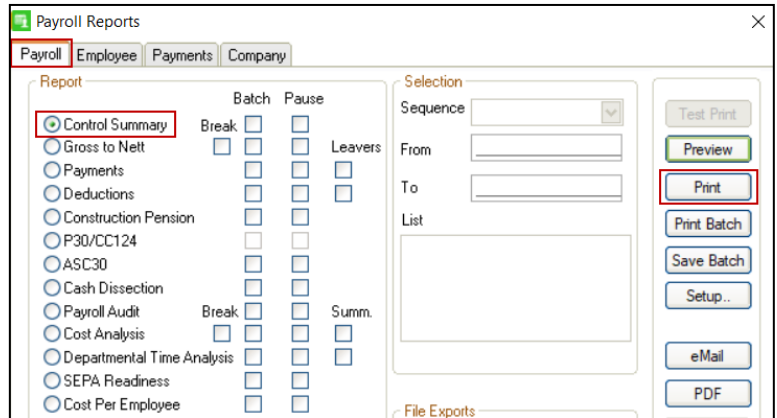 Payroll Reports
Payroll Employee Payments Company
Report
Batch Pause
Control Summary Break
Gross to Nett Leavers
Payments
Deductions
Construction Pension
P30/CC124
ASC30
Cash Dissection
Payroll Audit Break Summ.
Cost Analysis
Departmental Time Analysis
SEPA Readiness
Cost Per Employee
Selection
Sequence
From
To
List
File Exports
Test Print
Preview
Print
Print Batch
Save Batch
Setup..
eMail
PDF